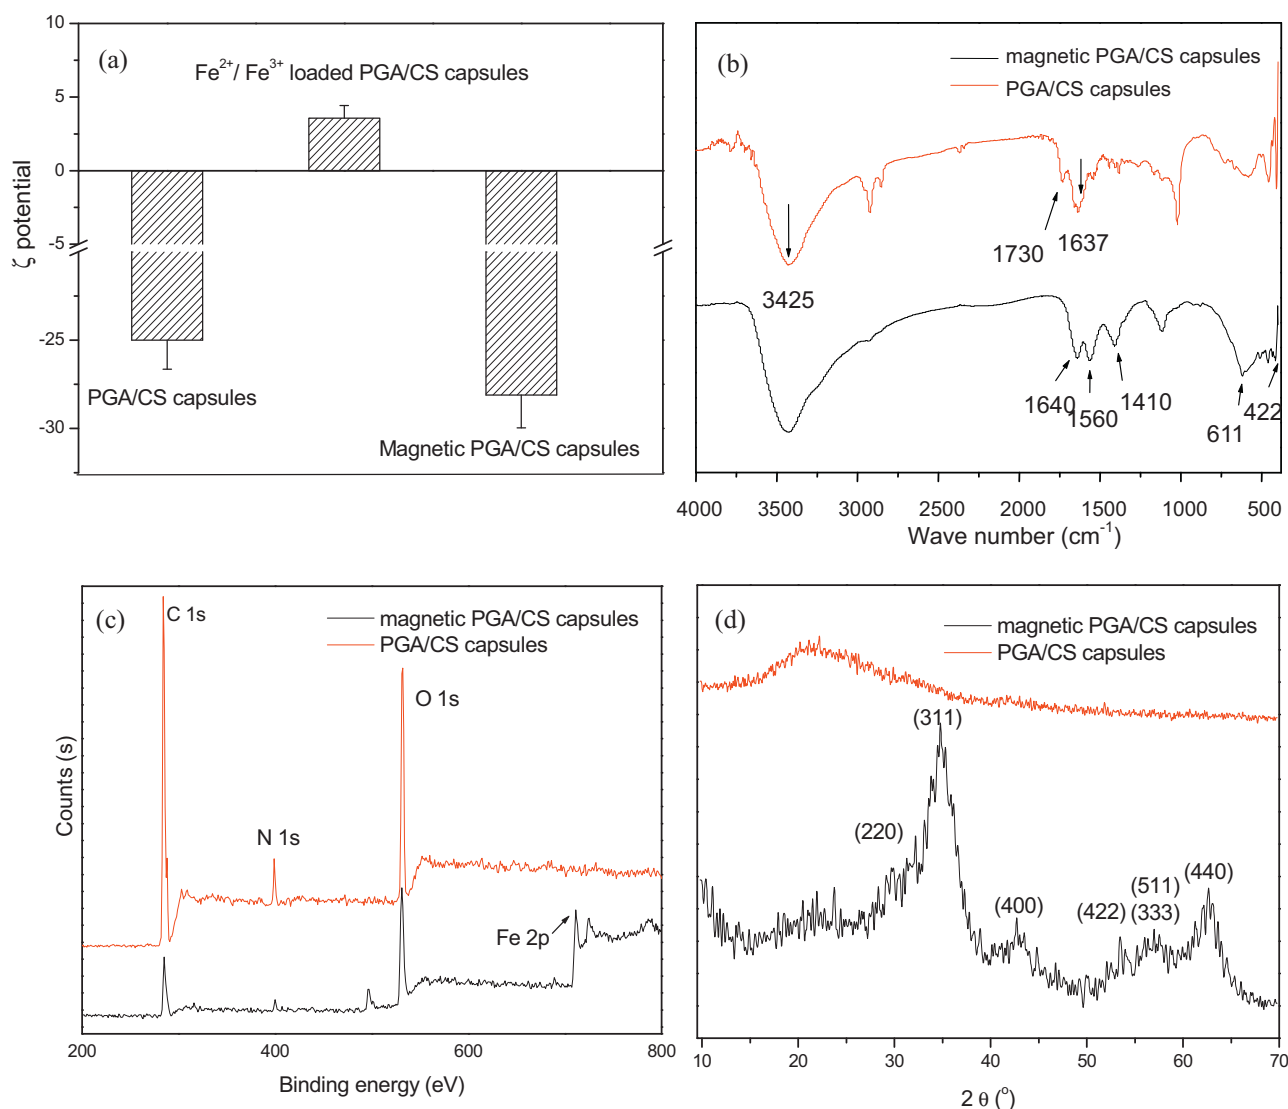 (a)
Fe²⁺/ Fe³⁺ loaded PGA/CS capsules
PGA/CS capsules
Magnetic PGA/CS capsules
ζ potential
10
5
0
-5
-25
-30
(b)
magnetic PGA/CS capsules
PGA/CS capsules
3425
1730
1637
1640
1560
1410
611
422
4000 3500 3000 2500 2000 1500 1000 500
Wave number (cm⁻¹)
(c)
magnetic PGA/CS capsules
PGA/CS capsules
C 1s
N 1s
O 1s
Fe 2p
Counts (s)
200 400 600 800
Binding energy (eV)
(d)
magnetic PGA/CS capsules
PGA/CS capsules
(311)
(220)
(400)
(422)
(511)
(333)
(440)
10 20 30 40 50 60 70
2 θ (°)